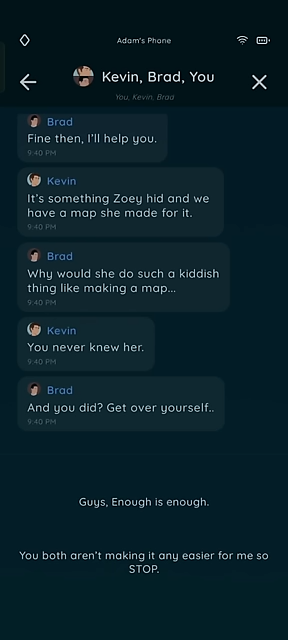 Adam's Phone
Kevin, Brad, You
You, Kevin, Brad
Brad
Fine then, I'll help you.
9:40 PM
Kevin
It's something Zoey hid and we
have a map she made for it.
9:40 PM
Brad
Why would she do such a kiddish
thing like making a map...
9:40 PM
Kevin
You never knew her.
9:40 PM
Brad
And you did? Get over yourself..
9:40 PM
Guys, Enough is enough.
You both aren't making it any easier for me so
STOP.